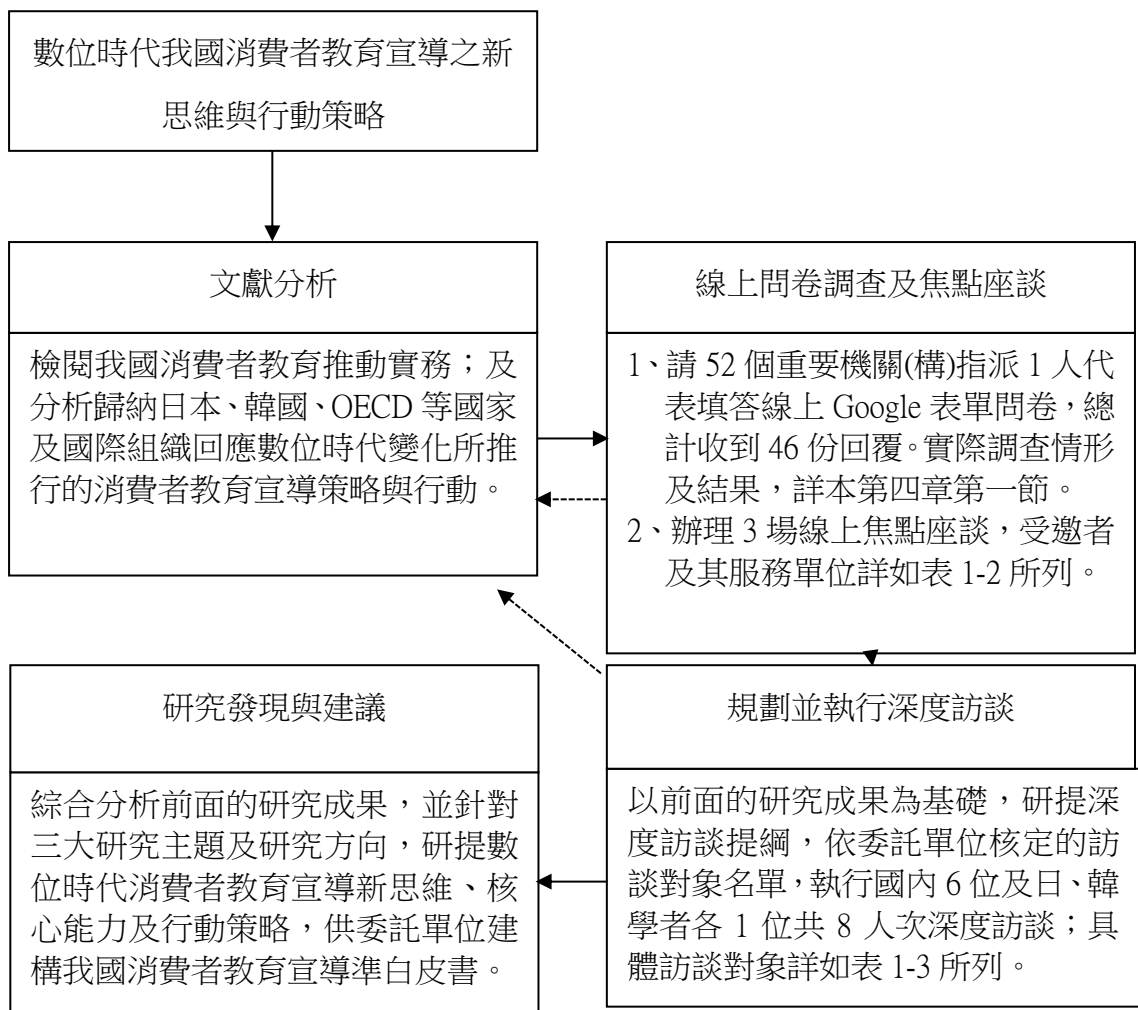 數位時代我國消費者教育宣導之新
思維與行動策略
文獻分析
檢閱我國消費者教育推動實務；及
分析歸納日本、韓國、OECD 等國家
及國際組織回應數位時代變化所推
行的消費者教育宣導策略與行動。
線上問卷調查及焦點座談
1、請 52 個重要機關(構)指派 1 人代
表填答線上 Google 表單問卷，總
計收到 46 份回覆。實際調查情形
及結果，詳本第四章第一節。
2、辦理 3 場線上焦點座談，受邀者
及其服務單位詳如表 1-2 所列。
規劃並執行深度訪談
以前面的研究成果為基礎，研提深
度訪談提綱，依委託單位核定的訪
談對象名單，執行國內 6 位及日、韓
學者各 1 位共 8 人次深度訪談；具
體訪談對象詳如表 1-3 所列。
研究發現與建議
綜合分析前面的研究成果，並針對
三大研究主題及研究方向，研提數
位時代消費者教育宣導新思維、核
心能力及行動策略，供委託單位建
構我國消費者教育宣導準白皮書。